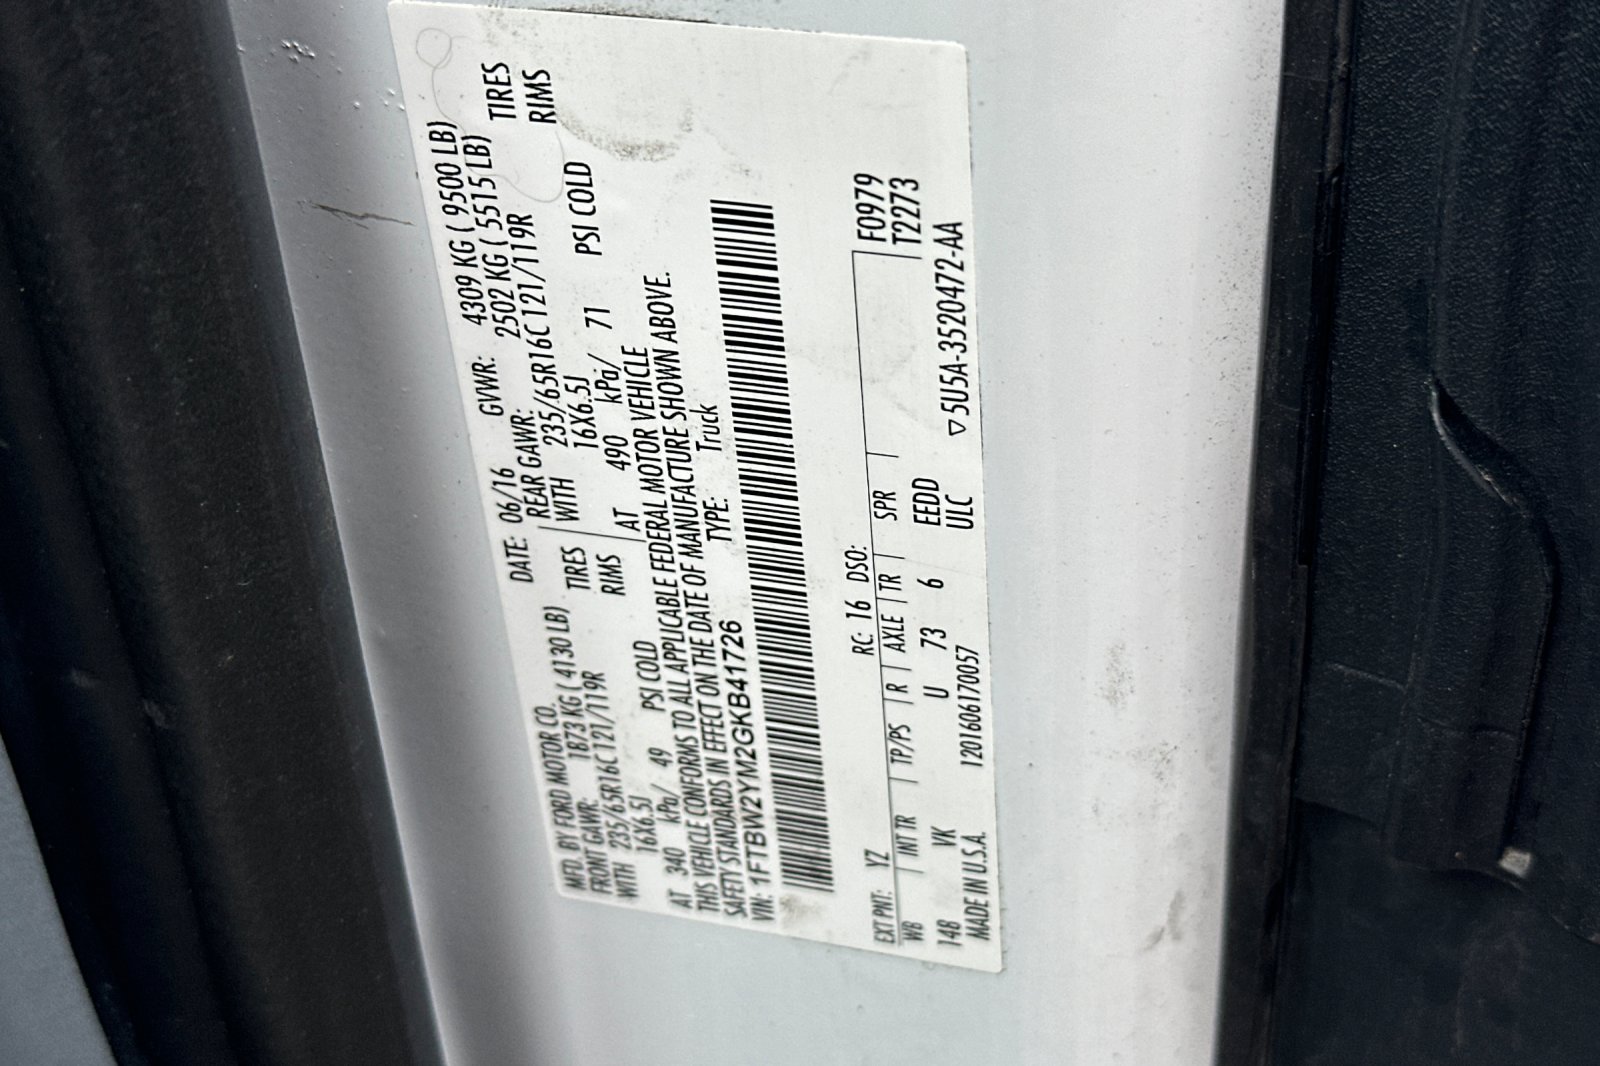 MFD. BY FORD MOTOR CO.
DATE: 06/16 GVWR: 4309 KG ( 9500 LB)
FRONT GAWR: 1873 KG ( 4130 LB) REAR GAWR: 2502 KG ( 5515 LB)
WITH 235/65R16C 121/119R TIRES WITH 235/65R16C 121/119R TIRES
16X6.5J RIMS 16X6.5J RIMS
AT 340 kPa/ 49 PSI COLD AT 490 kPa/ 71 PSI COLD
THIS VEHICLE CONFORMS TO ALL APPLICABLE FEDERAL MOTOR VEHICLE
SAFETY STANDARDS IN EFFECT ON THE DATE OF MANUFACTURE SHOWN ABOVE.
VIN: 1FTBW2YM2GKB41726 TYPE: Truck
EXT PNT: YZ RC: 16 DSO: F0979
WB INT TR TP/PS R AXLE TR SPR T2273
148 VK U 73 6 EEDD
MADE IN U.S.A. 120160617005​7 ULC
▽5U5A-3520472-AA